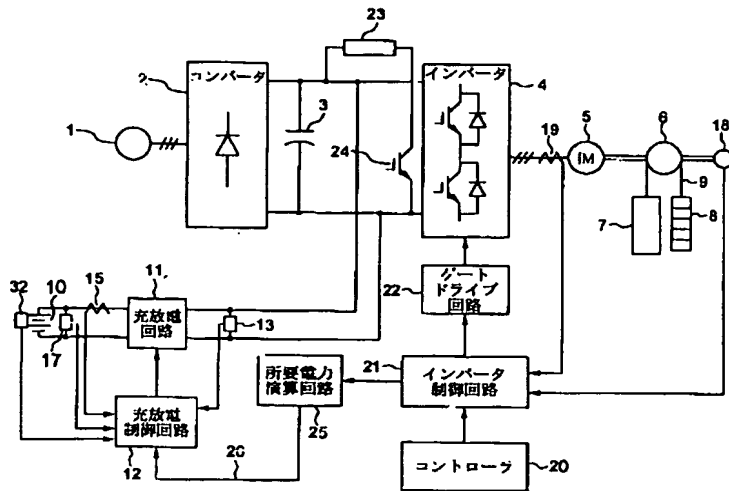 23
2
コンバータ
インバータ
4
3
5
6
18
19
1
IM
24
9
7
8
ゲート
ドライブ
回路
22
11
32
10
15
充放電
回路
13
17
21
所要電力
演算回路
インバータ
制御回路
25
充放電
制御回路
12
26
コントローラ
20